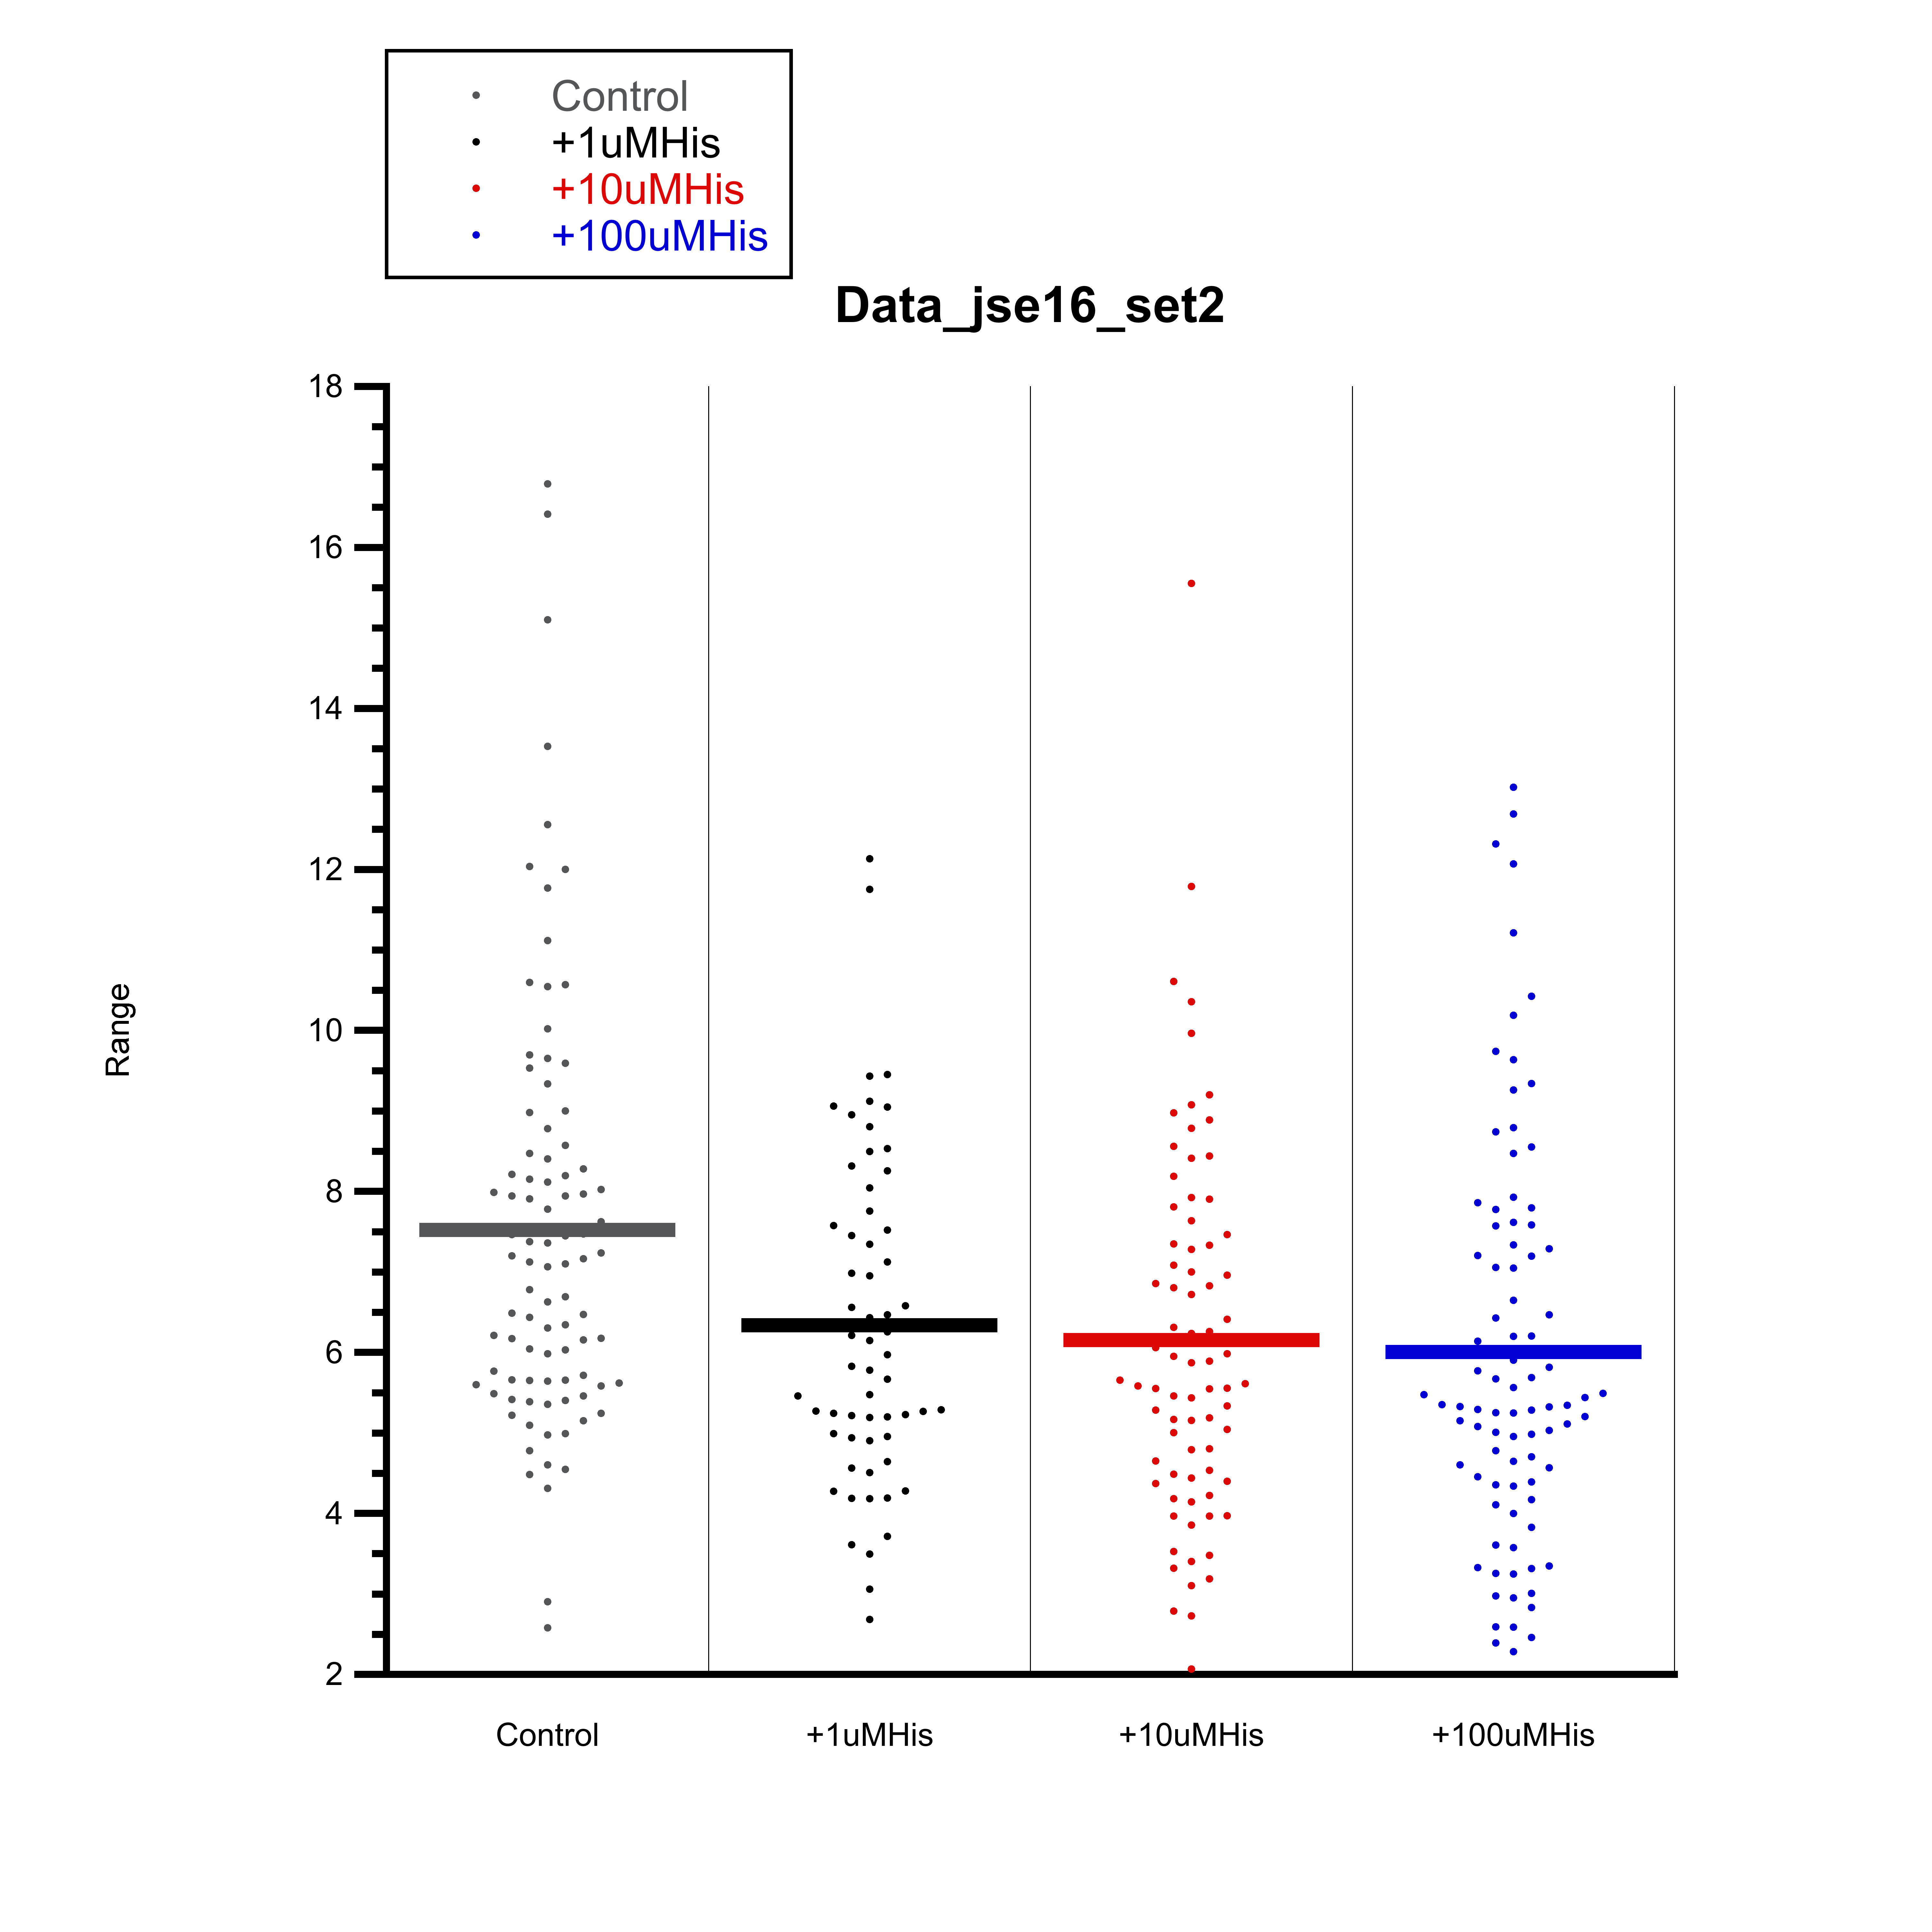 Control
+1uMHis
+10uMHis
+100uMHis
Data_jse16_set2
18
16
14
12
10
8
6
4
2
Range
Control
+1uMHis
+10uMHis
+100uMHis